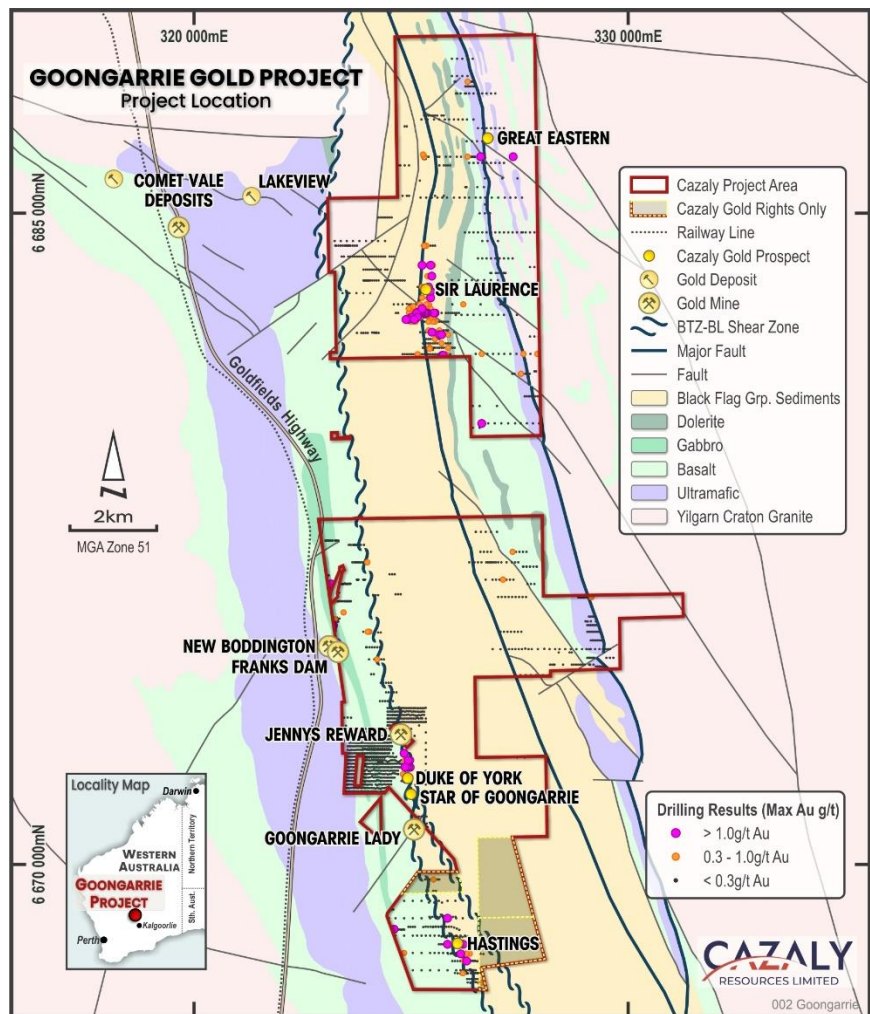 320 000mE
330 000mE
GOONGARRIE GOLD PROJECT
Project Location
GREAT EASTERN
COMET VALE
DEPOSITS
LAKEVIEW
6 685 000mN
SIR LAURENCE
Cazaly Project Area
Cazaly Gold Rights Only
Railway Line
Cazaly Gold Prospect
Gold Deposit
Gold Mine
BTZ-BL Shear Zone
Major Fault
Fault
Black Flag Grp. Sediments
Dolerite
Gabbro
Basalt
Ultramafic
Yilgarn Craton Granite
Goldfields Highway
N
2km
MGA Zone 51
NEW BODDINGTON
FRANKS DAM
JENNYS REWARD
DUKE OF YORK
STAR OF GOONGARRIE
GOONGARRIE LADY
6 670 000mN
HASTINGS
Locality Map
Darwin
WESTERN
AUSTRALIA
Northern Territory
Sth. Aust.
GOONGARRIE
PROJECT
Kalgoorlie
Perth
Drilling Results (Max Au g/t)
> 1.0g/t Au
0.3 - 1.0g/t Au
< 0.3g/t Au
CAZALY
RESOURCES LIMITED
002 Goongarrie